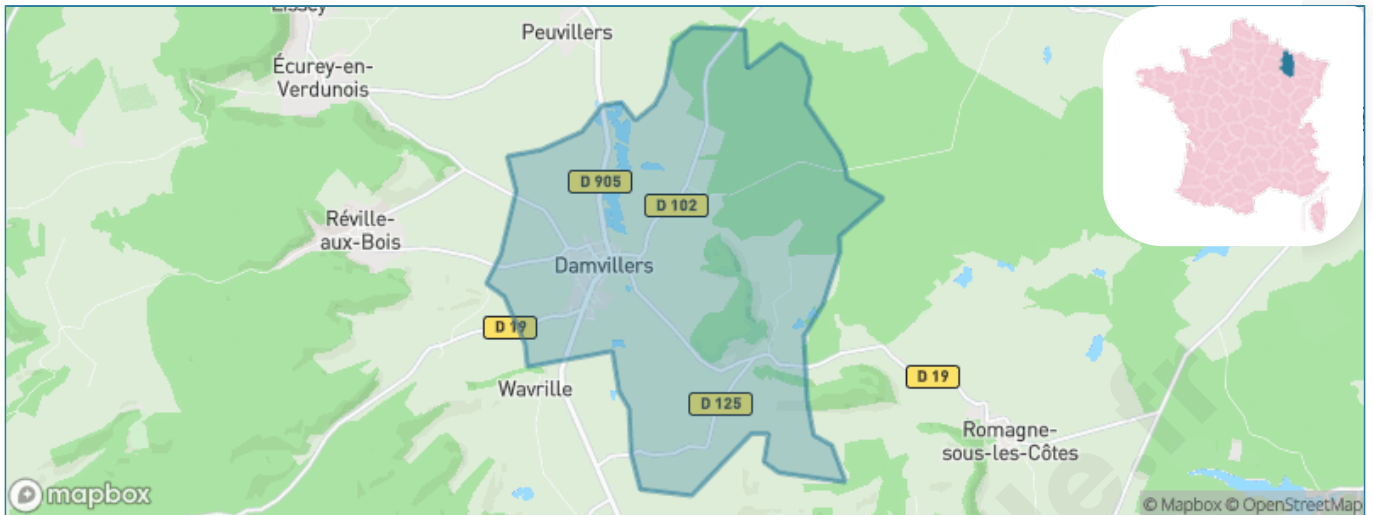 Lissey
Peuvillers
Écurey-en-
Verdunois
D 905
D 102
Réville-
aux-Bois
Damvillers
D 19
D 19
Wavrille
D 125
Romagne-
sous-les-Côtes
mapbox
© Mapbox © OpenStreetMap